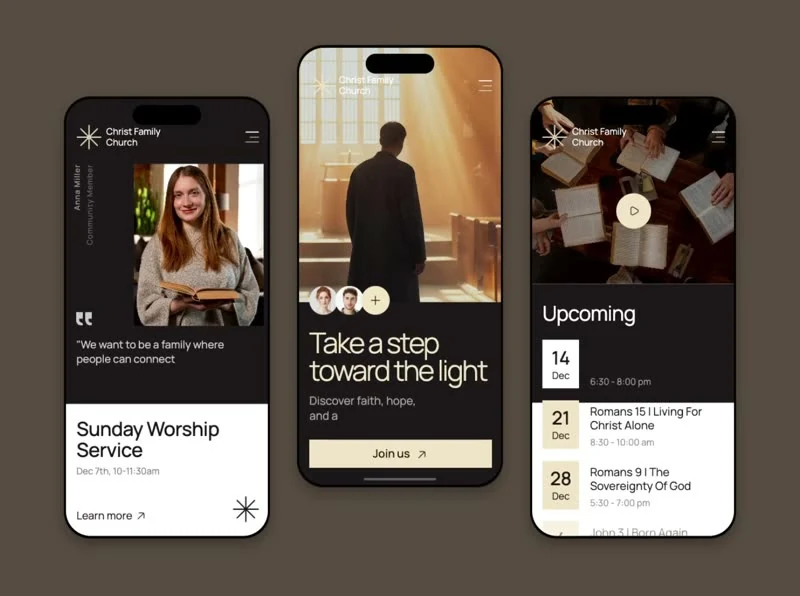 Christ Family
Church
Anna Miller
Community Member
"We want to be a family where
people can connect
Sunday Worship
Service
Dec 7th, 10-11:30am
Learn more
Christ Family
Church
Take a step
toward the light
Discover faith, hope,
and a
Join us
Christ Family
Church
Upcoming
14
Dec
6:30 - 8:00 pm
21
Dec
Romans 15 | Living For
Christ Alone
8:30 - 10:00 am
28
Dec
Romans 9 | The
Sovereignty Of God
5:30 - 7:00 pm
John 3 | Born Again